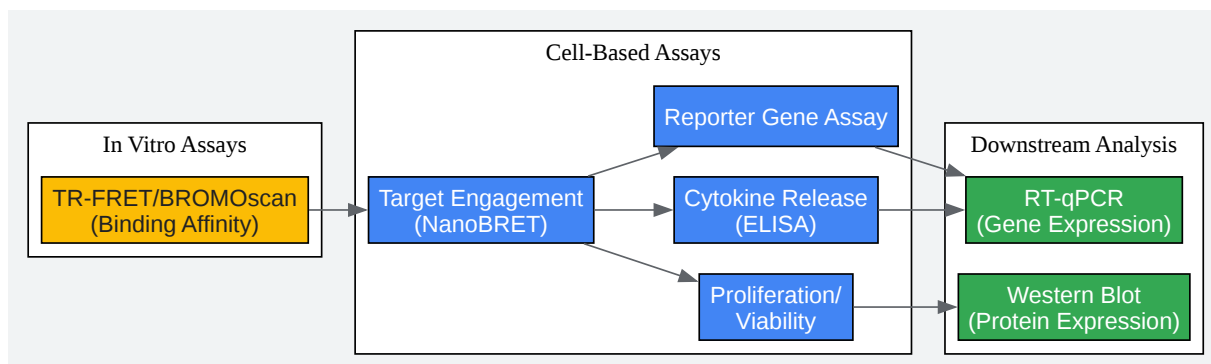 In Vitro Assays
TR-FRET/BROMOscan
(Binding Affinity)
Cell-Based Assays
Target Engagement
(NanoBRET)
Reporter Gene Assay
Cytokine Release
(ELISA)
Proliferation/
Viability
Downstream Analysis
RT-qPCR
(Gene Expression)
Western Blot
(Protein Expression)